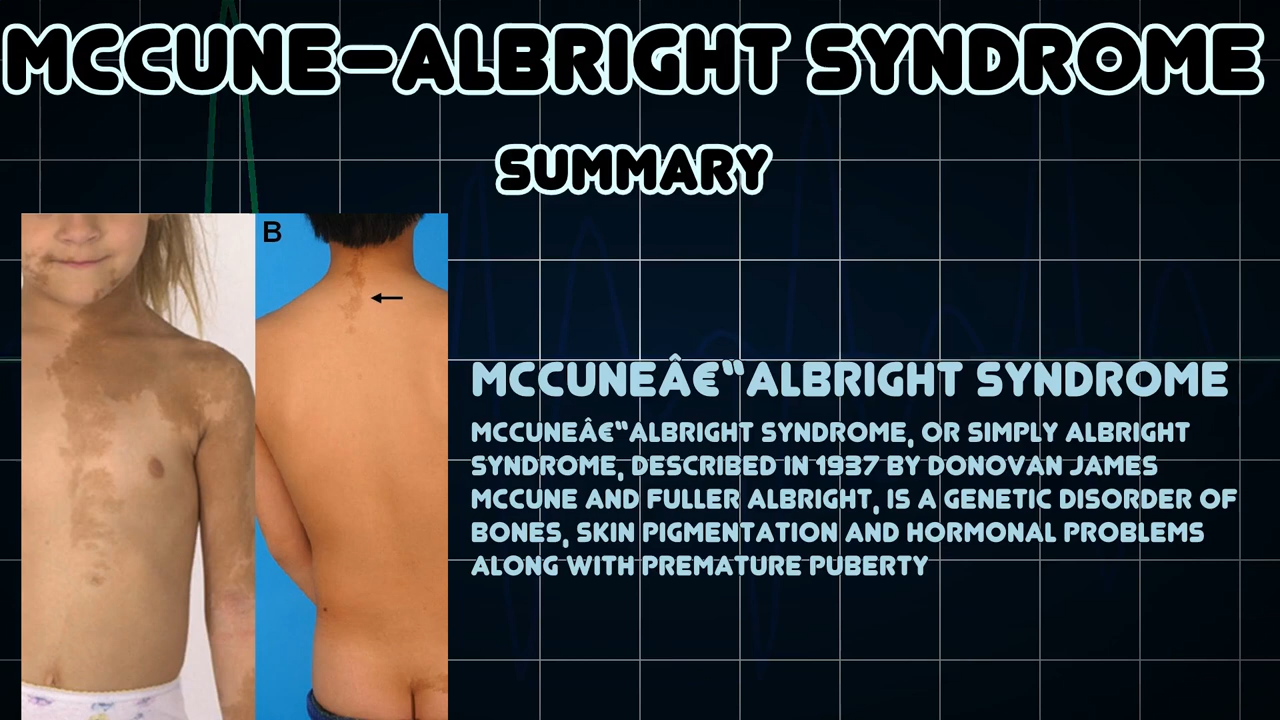 MCCUNE–ALBRIGHT SYNDROME
SUMMARY
B
MCCUNEÂ€“ALBRIGHT SYNDROME
MCCUNEÂ€“ALBRIGHT SYNDROME, OR SIMPLY ALBRIGHT
SYNDROME, DESCRIBED IN 1937 BY DONOVAN JAMES
MCCUNE AND FULLER ALBRIGHT, IS A GENETIC DISORDER OF
BONES, SKIN PIGMENTATION AND HORMONAL PROBLEMS
ALONG WITH PREMATURE PUBERTY